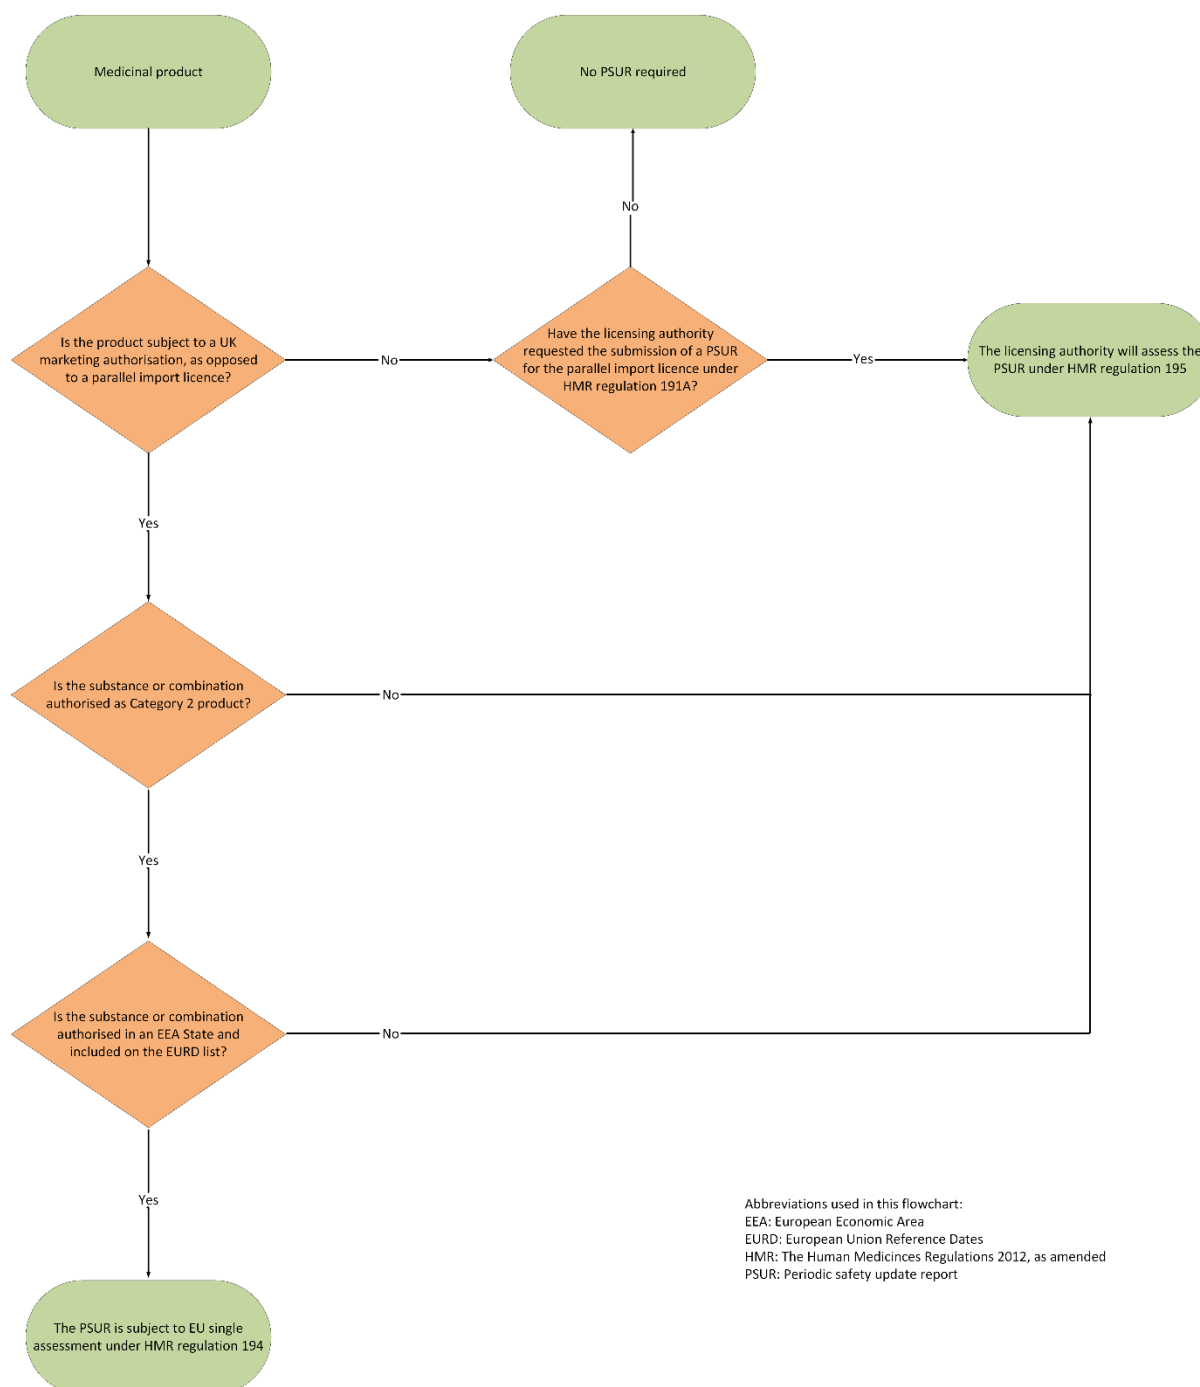 Medicinal product
No PSUR required
No
Is the product subject to a UK
marketing authorisation, as opposed
to a parallel import licence?
No
Have the licensing authority
requested the submission of a PSUR
for the parallel import licence under
HMR regulation 191A?
Yes
The licensing authority will assess the
PSUR under HMR regulation 195
Yes
Is the substance or combination
authorised as Category 2 product?
No
Yes
Is the substance or combination
authorised in an EEA State and
included on the EURD list?
No
Yes
Abbreviations used in this flowchart:
EEA: European Economic Area
EURD: European Union Reference Dates
HMR: The Human Medicinces Regulations 2012, as amended
PSUR: Periodic safety update report
The PSUR is subject to EU single
assessment under HMR regulation 194